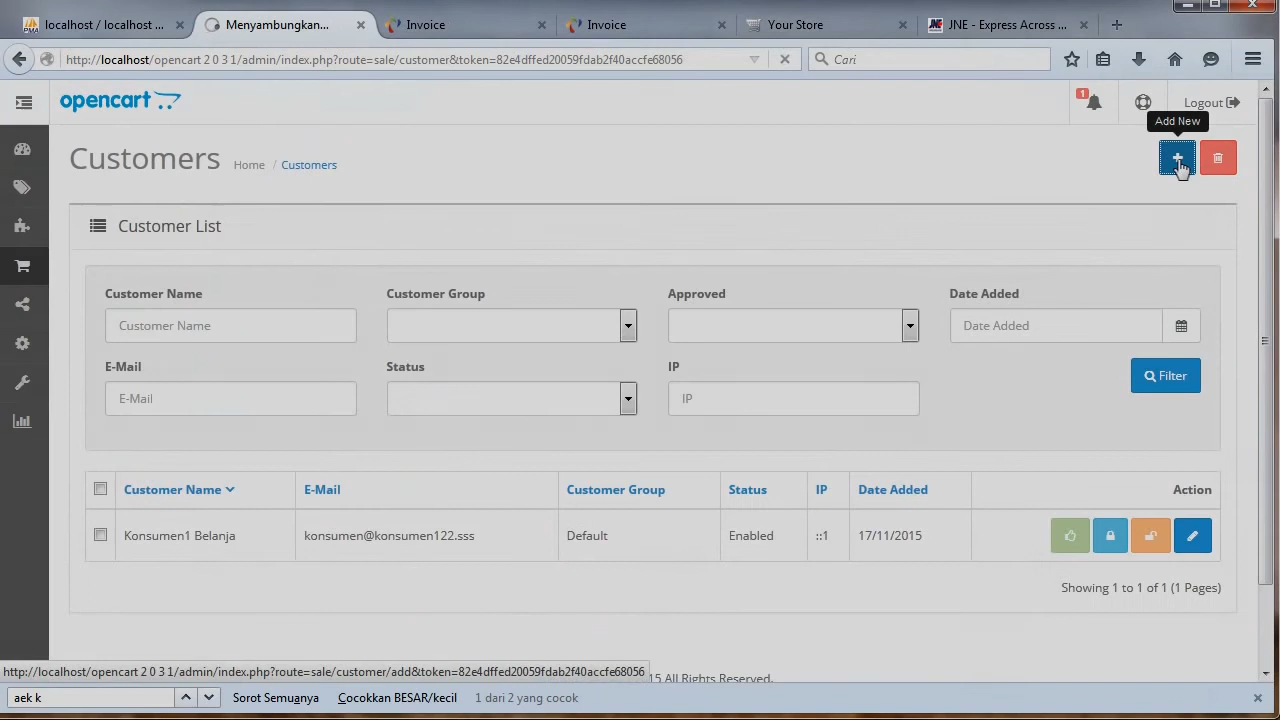 localhost / localhost ...
Menyambungkan...
Invoice
Invoice
Your Store
JNE - Express Across ...
http://localhost/opencart 2 0 3 1/admin/index.php?route=sale/customer&token=82e4dffed20059fdab2f40accfe68056
Cari
opencart
1
Logout
Add New
Customers
Home / Customers
Customer List
Customer Name
Customer Group
Approved
Date Added
Customer Name
Date Added
E-Mail
Status
IP
Filter
E-Mail
IP
Customer Name
E-Mail
Customer Group
Status
IP
Date Added
Action
Konsumen1 Belanja
konsumen@konsumen122.sss
Default
Enabled
::1
17/11/2015
Showing 1 to 1 of 1 (1 Pages)
http://localhost/opencart 2 0 3 1/admin/index.php?route=sale/customer/add&token=82e4dffed20059fdab2f40accfe68056
15 All Rights Reserved.
aek k
Sorot Semuanya
Cocokkan BESAR/kecil
1 dari 2 yang cocok